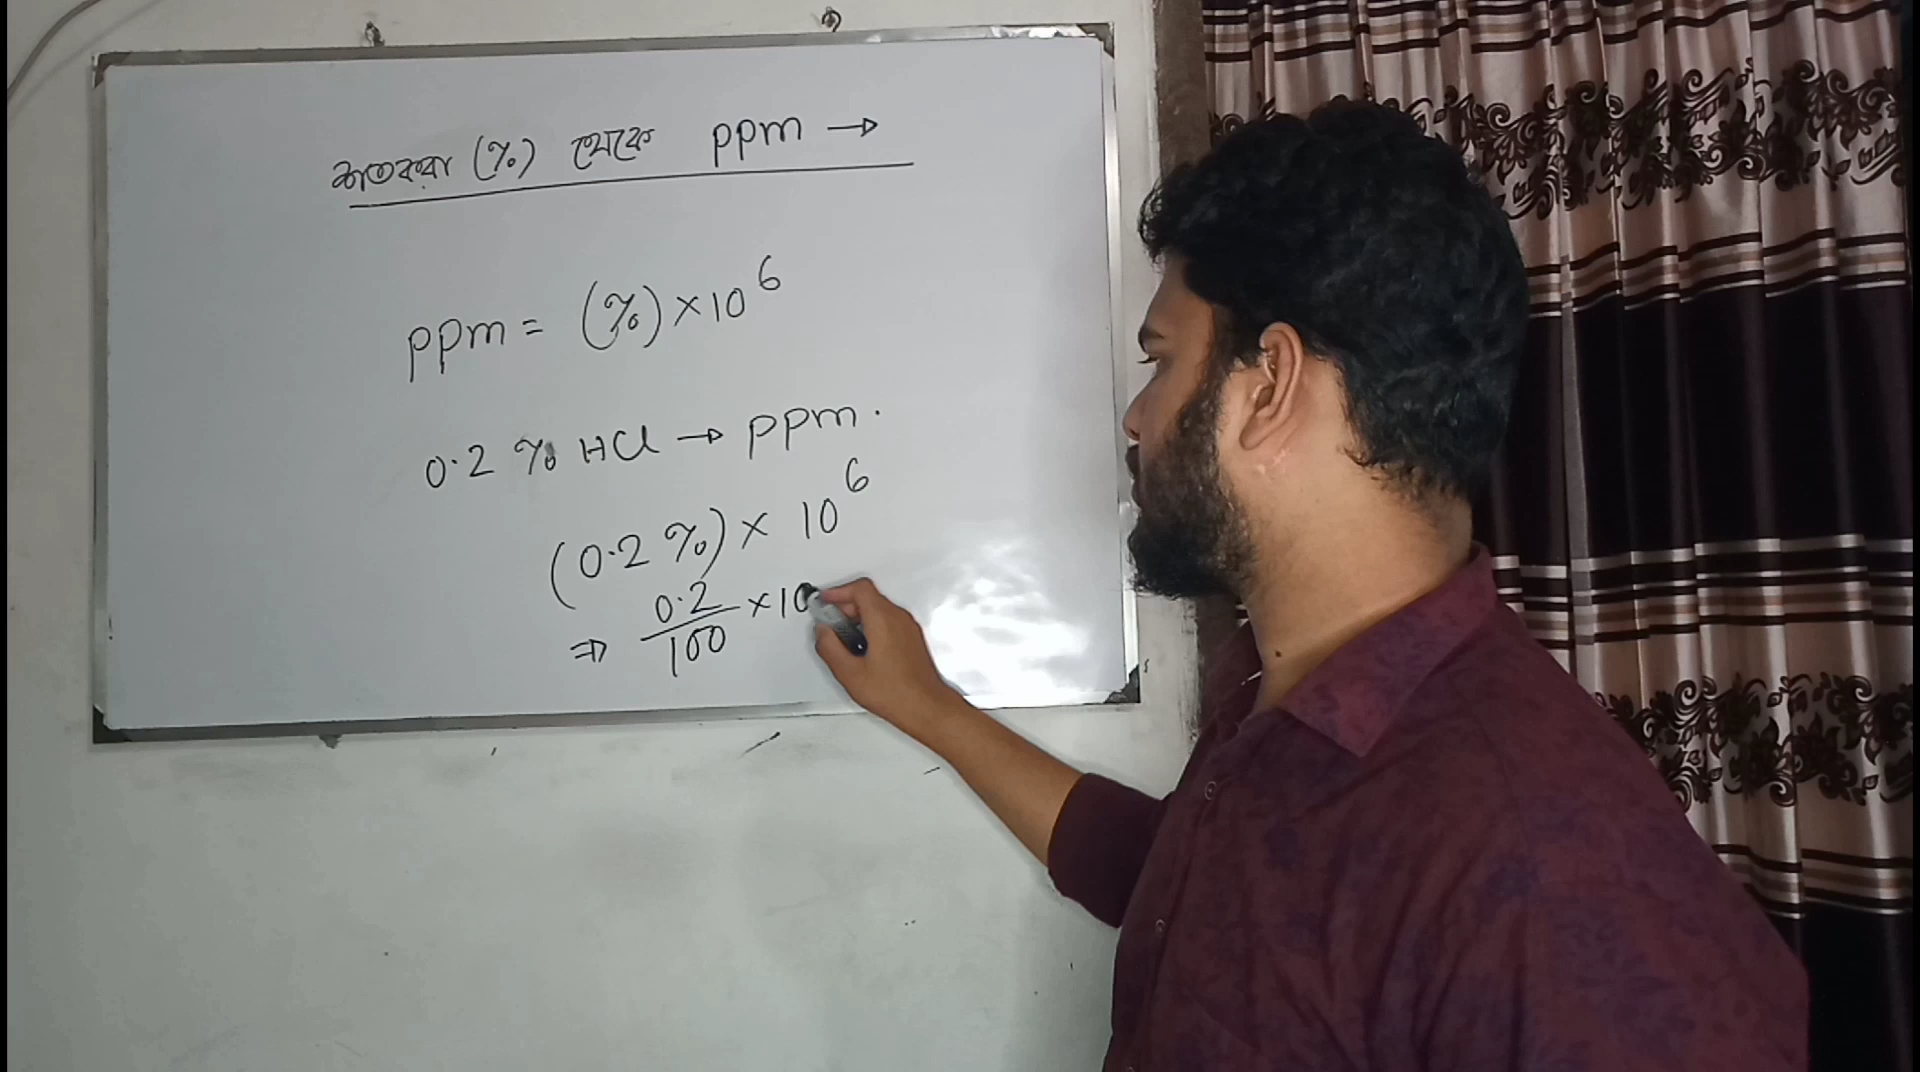 শতকরা (%) থেকে ppm →
ppm = (%) × 10⁶
0.2 % HCl → ppm.
(0.2 %) × 10⁶
⇒ 0.2/100 × 10